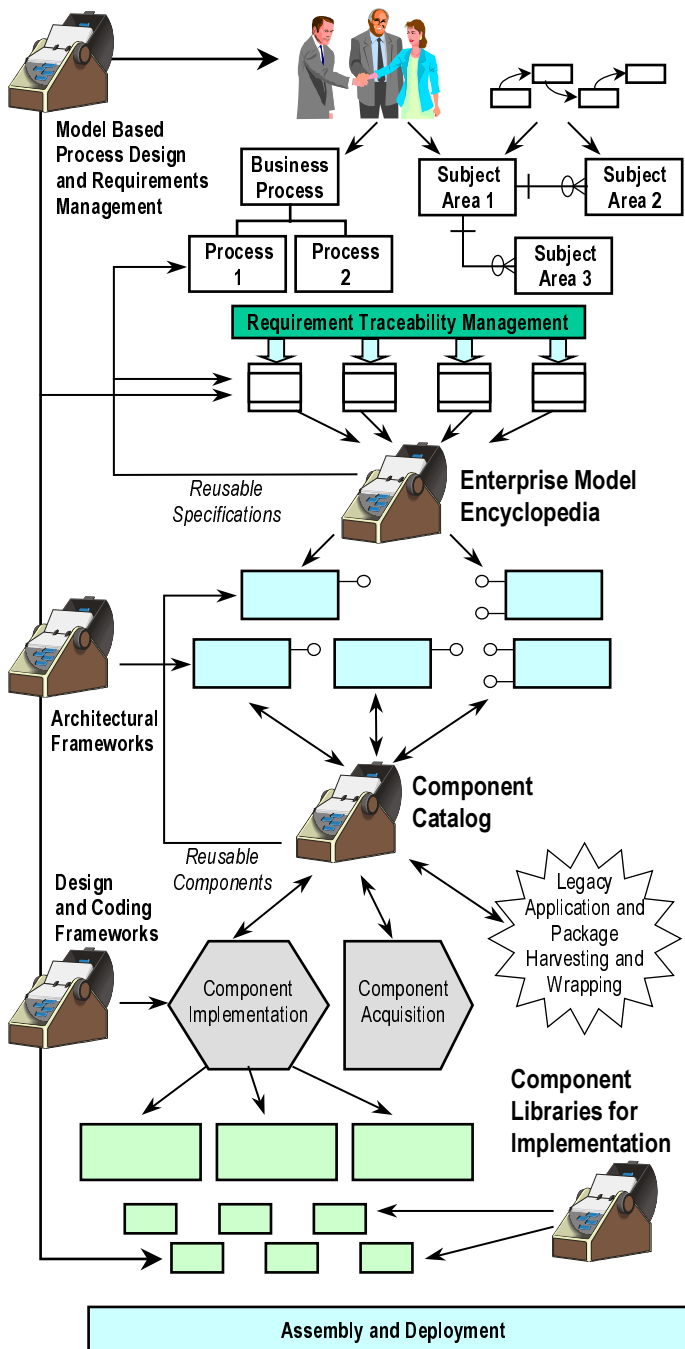 Model Based
Process Design
and Requirements
Management
Business
Process
Process
1
Process
2
Subject
Area 1
Subject
Area 2
Subject
Area 3
Requirement Traceability Management
Reusable
Specifications
Enterprise Model
Encyclopedia
Architectural
Frameworks
Component
Catalog
Reusable
Components
Design
and Coding
Frameworks
Legacy
Application and
Package
Harvesting and
Wrapping
Component
Implementation
Component
Acquisition
Component
Libraries for
Implementation
Assembly and Deployment